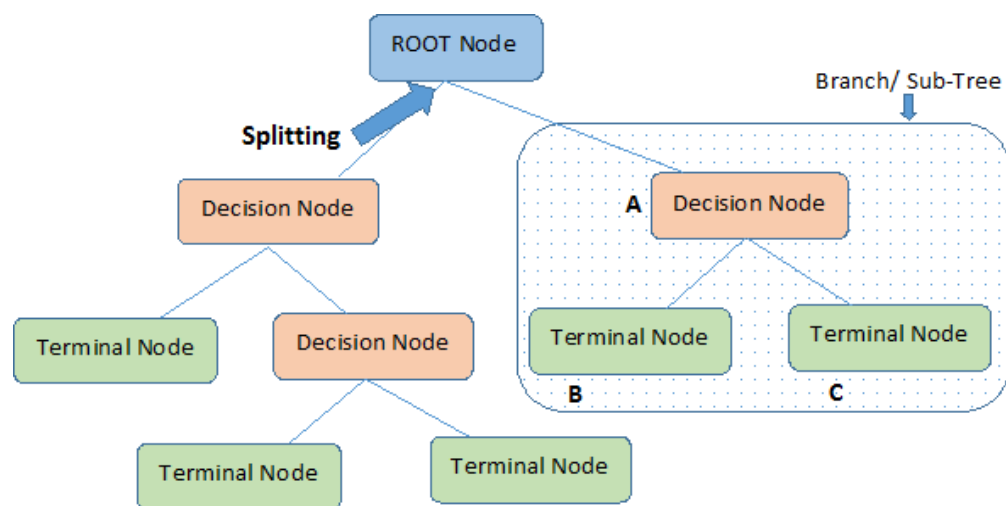 ROOT Node
Branch/ Sub-Tree
Splitting
Decision Node
A Decision Node
Terminal Node
Decision Node
Terminal Node
Terminal Node
B
C
Terminal Node
Terminal Node